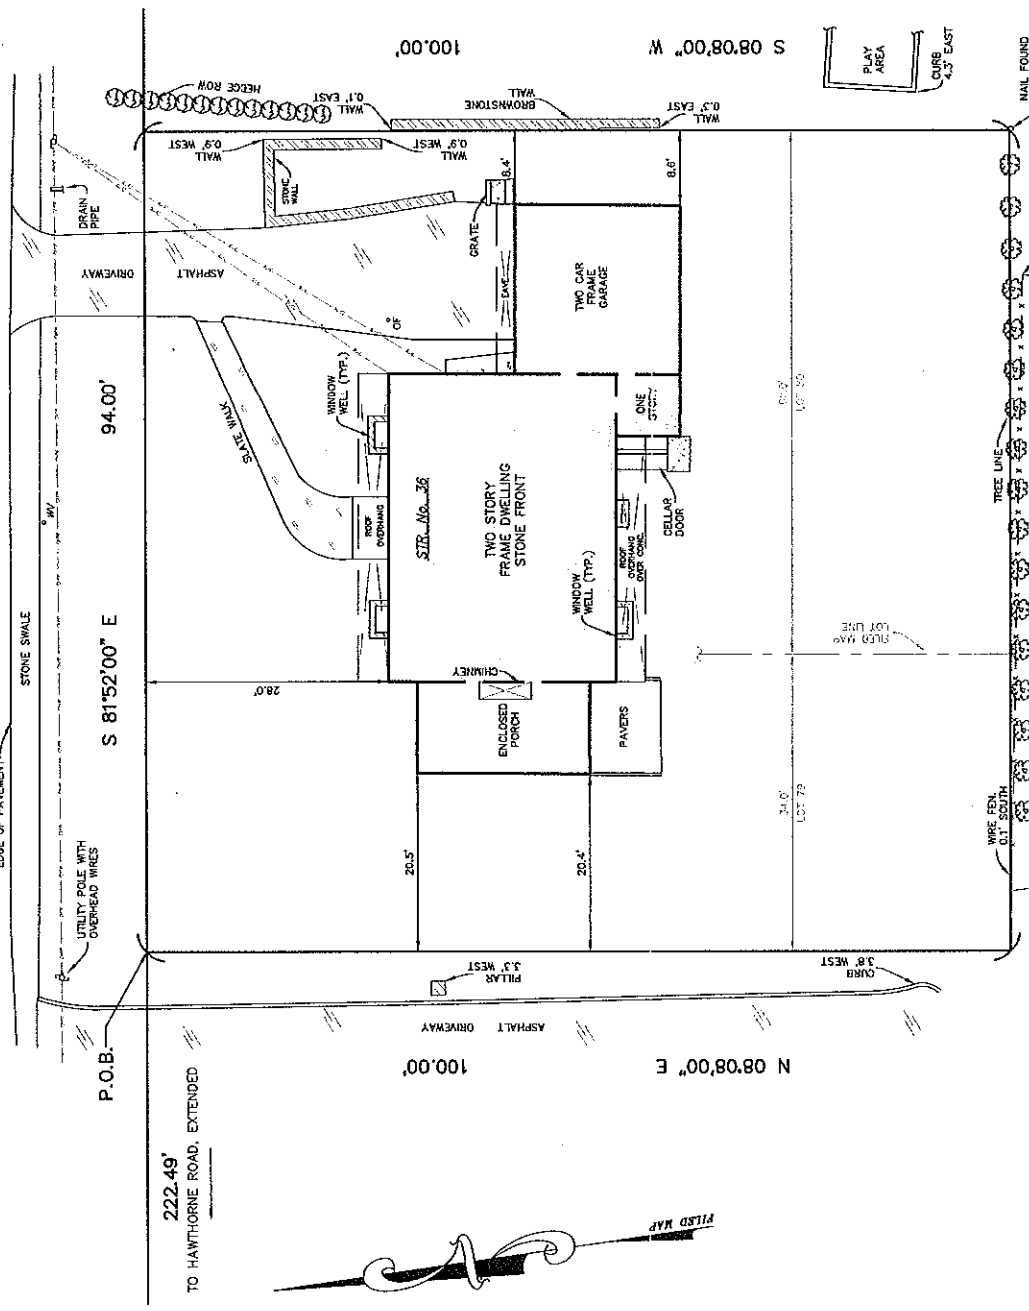 EDGE OF PAVEMENT
STONE SWALE
UTILITY POLE WITH
OVERHEAD WIRES
DRAIN
PIPE
P.O.B.
S 81°52'00" E
94.00'
WV
ASPHALT
DRIVEWAY
HEDGE ROW
222.49'
TO HAWTHORNE ROAD, EXTENDED
SLATE WALK
OF
WALL
0.9' WEST
STONE
WALL
WALL
0.9' WEST
WALL
0.1' EAST
BROWNSTONE
WALL
WALL
0.3' EAST
S 08°08'00" W
100.00'
28.0'
WINDOW
WELL (TYP.)
ROOF
OVERHANG
STR. No. 36
TWO STORY
FRAME DWELLING
STONE FRONT
GRATE
EAVE
8.4'
TWO CAR
FRAME
GARAGE
8.6'
ONE
STORY
CHIMNEY
ENCLOSED
PORCH
PAVERS
WINDOW
WELL (TYP.)
ROOF
OVERHANG
OVER CONC.
CELLAR
DOOR
20.5'
20.4'
PILLAR
3.3' WEST
ASPHALT
DRIVEWAY
N 08°08'00" E
100.00'
CURB
3.8' WEST
34.0'
LOT 79
FILED MAP
LOT LINE
TREE LINE
WIRE FEN.
0.1' SOUTH
PLAY
AREA
CURB
4.3' EAST
NAIL FOUND
N
FILED MAP